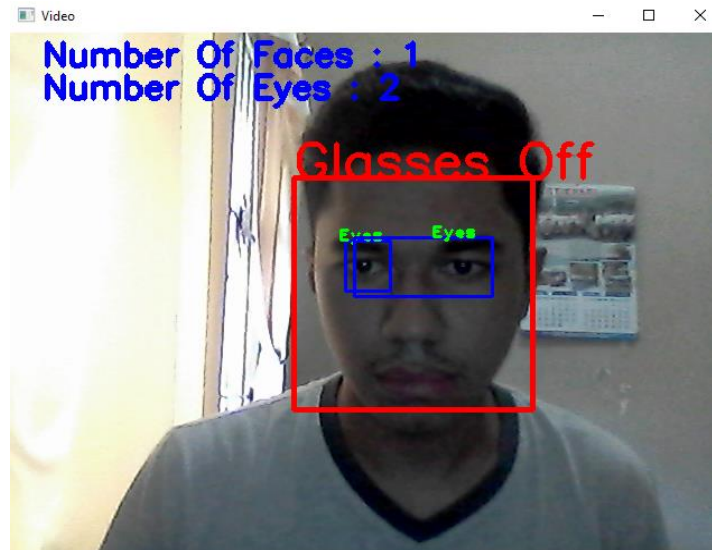 Video
Number Of Faces : 1
Number Of Eyes : 2
Glasses Off
Eyes
Eyes